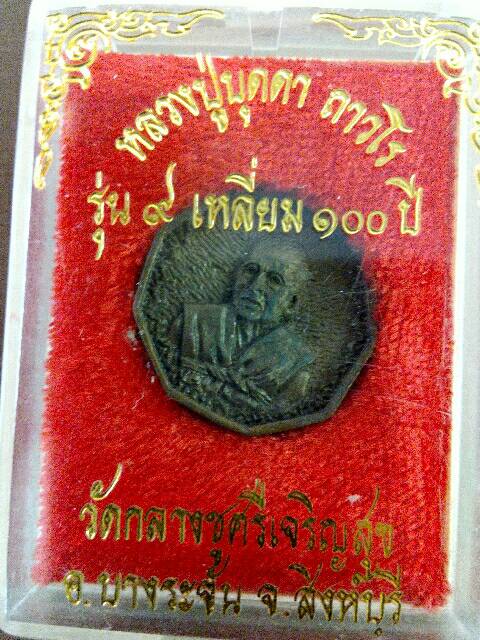 หลวงปู่บุดดา ถาวโร
รุ่น ๙ เหลี่ยม ๑๐๐ ปี
วัดกลางชูศรีเจริญสุข
อ. บางระจัน จ. สิงห์บุรี